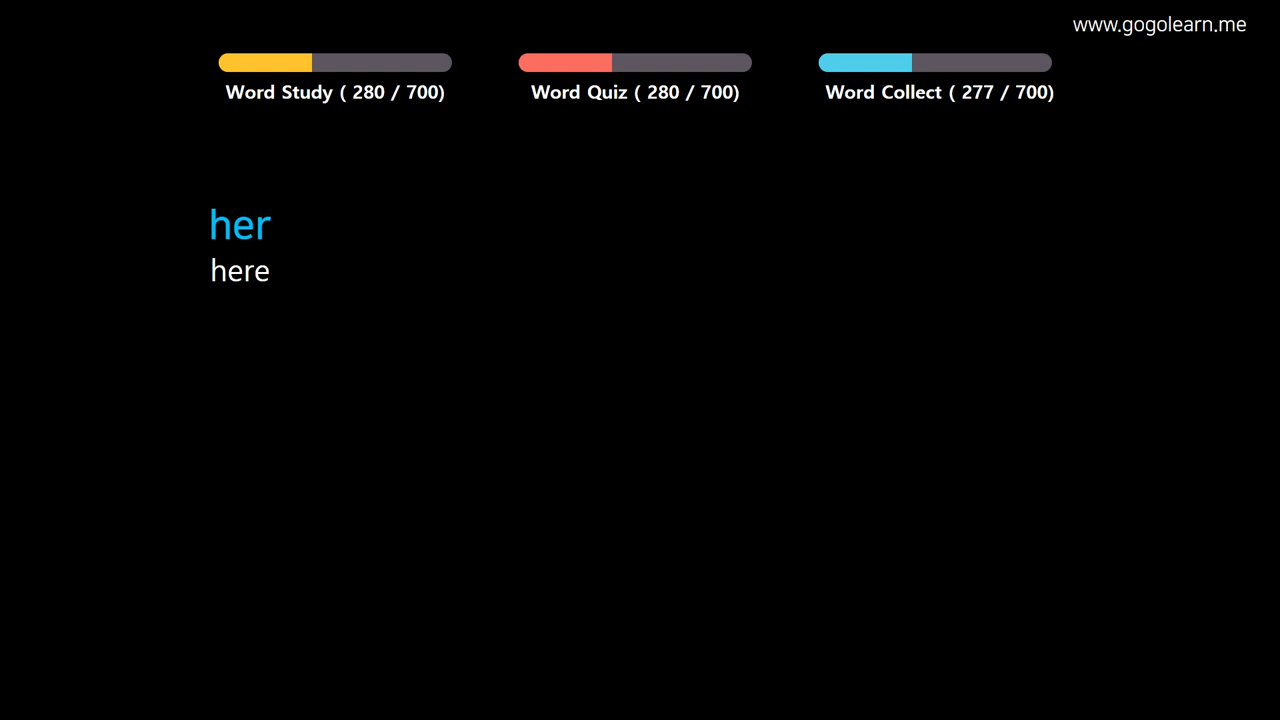 www.gogolearn.me
Word Study ( 280 / 700)
Word Quiz ( 280 / 700)
Word Collect ( 277 / 700)
her
here